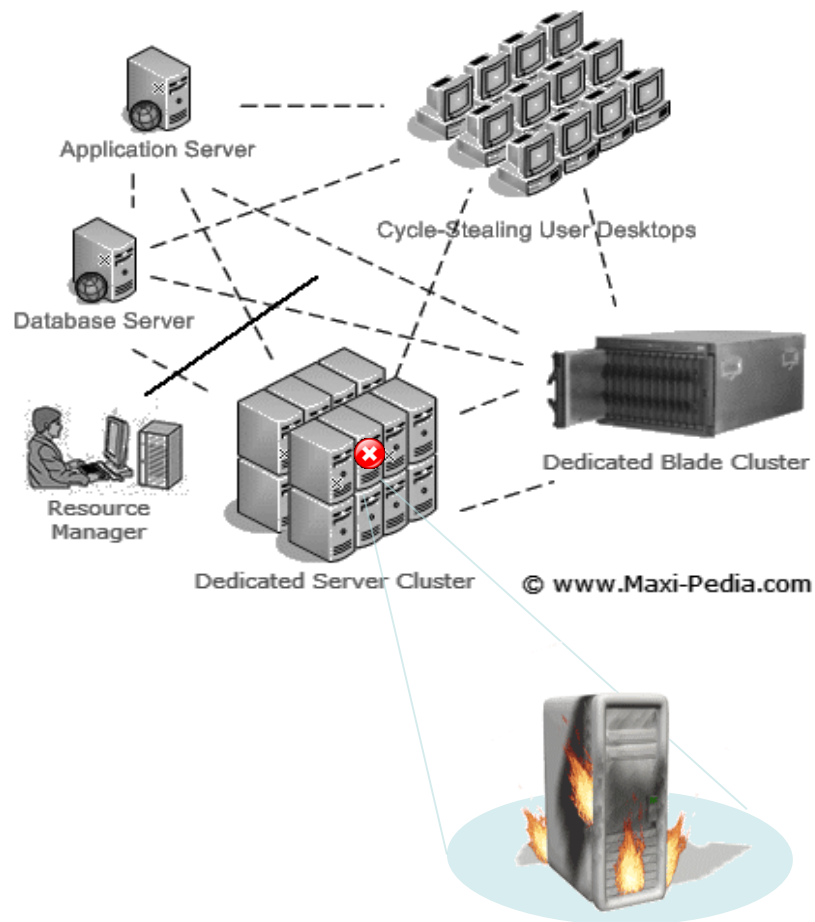 Application Server
Cycle-Stealing User Desktops
Database Server
Dedicated Blade Cluster
Resource
Manager
Dedicated Server Cluster
© www.Maxi-Pedia.com